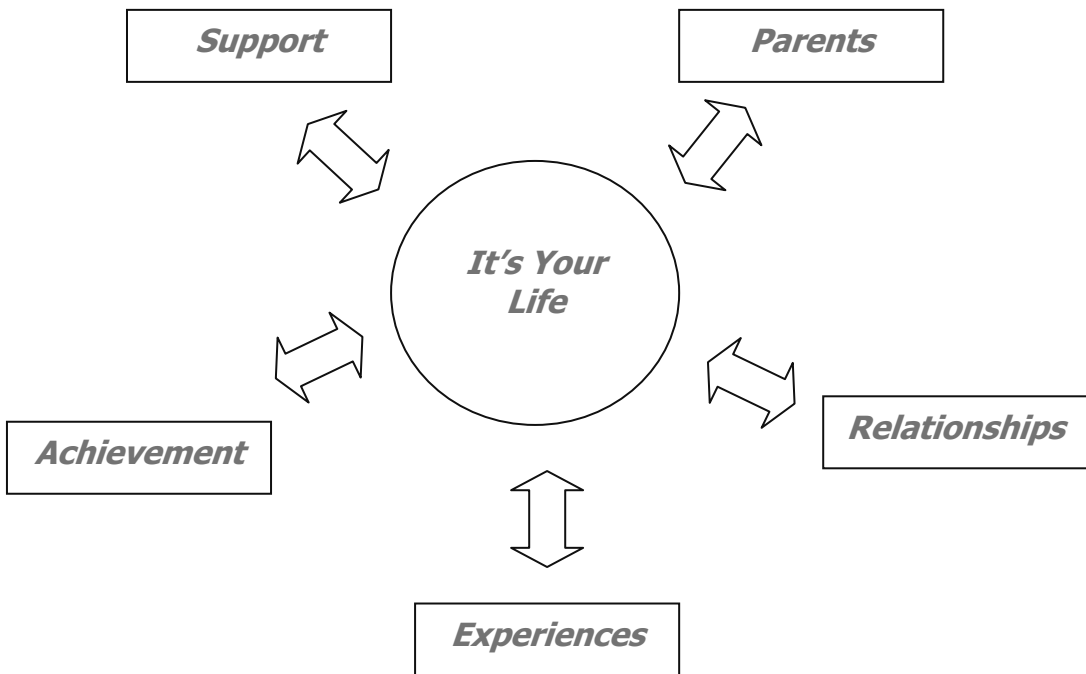 Support
Parents
It’s Your
Life
Achievement
Relationships
Experiences